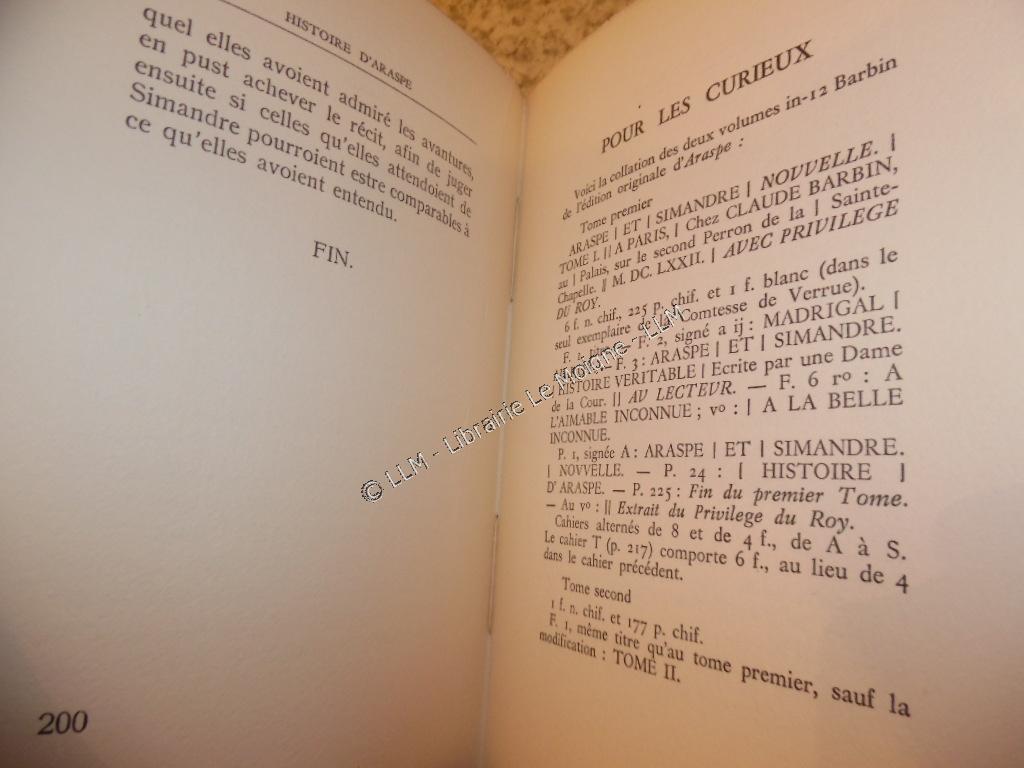 HISTOIRE D'ARASPE
quel elles avoient admiré les avantures,
en pust achever le récit, afin de juger
ensuite si celles qu'elles attendoient de
Simandre pourroient estre comparables à
ce qu'elles avoient entendu.
FIN.
200
POUR LES CURIEUX
Voici la collation des deux volumes in-12 Barbin
de l'édition originale d'Araspe :
Tome premier
ARASPE | ET | SIMANDRE | NOVVELLE. |
TOME I. || A PARIS, | Chez CLAUDE BARBIN,
au | Palais, sur le second Perron de la | Sainte-
Chapelle. || M. DC. LXXII. | AVEC PRIVILEGE
DU ROY.
6 f. n. chif., 225 p. chif. et 1 f. blanc (dans le
seul exemplaire de la Comtesse de Verrue).
F. 1, titre. — F. 2, signé a ij : MADRIGAL |
F. 3 : ARASPE | ET | SIMANDRE.
| HISTOIRE VERITABLE | Ecrite par une Dame
de la Cour. || AU LECTEVR. — F. 6 ro : A
L'AIMABLE INCONNUE ; vo : | A LA BELLE
INCONNUE.
P. 1, signée A : ARASPE | ET | SIMANDRE.
| NOVVELLE. — P. 24 : | HISTOIRE |
D'ARASPE. — P. 225 : Fin du premier Tome.
— Au vo : || Extrait du Privilege du Roy.
Cahiers alternés de 8 et de 4 f., de A à S.
Le cahier T (p. 217) comporte 6 f., au lieu de 4
dans le cahier précédent.
Tome second
1 f. n. chif. et 177 p. chif.
F. 1, même titre qu'au tome premier, sauf la
modification : TOME II.
© LLM - Librairie Le Moigne - LLM